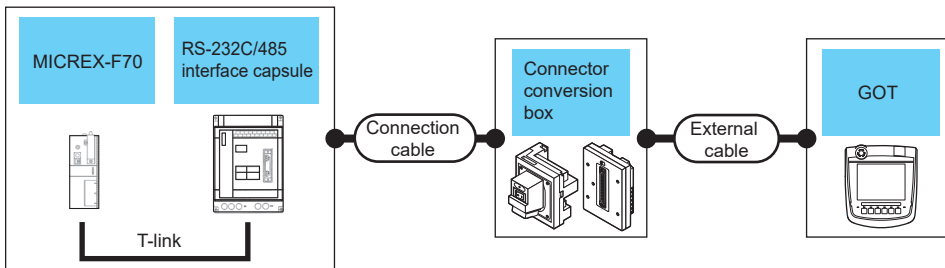 MICREX-F70
RS-232C/485
interface capsule
T-link
Connection
cable
Connector
conversion
box
External
cable
GOT